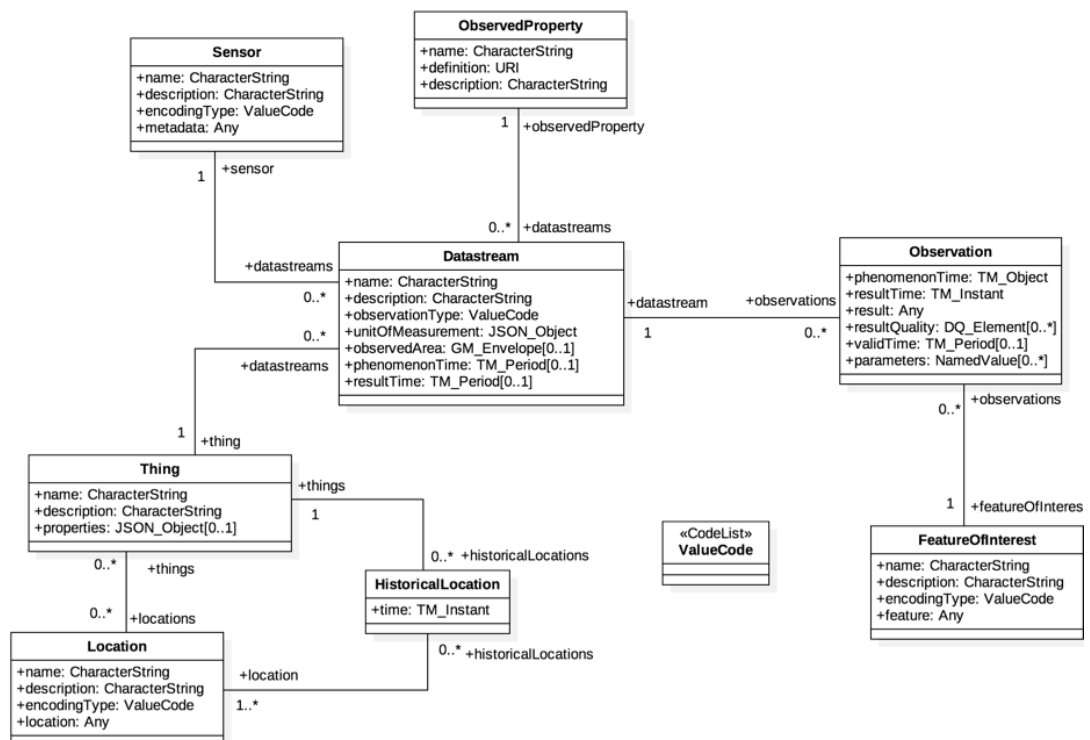 ObservedProperty
+name: CharacterString
+definition: URI
+description: CharacterString
Sensor
+name: CharacterString
+description: CharacterString
+encodingType: ValueCode
+metadata: Any
1
+observedProperty
1
+sensor
0..*
+datastreams
Datastream
+name: CharacterString
+description: CharacterString
+observationType: ValueCode
+unitOfMeasurement: JSON_Object
+observedArea: GM_Envelope[0..1]
+phenomenonTime: TM_Period[0..1]
+resultTime: TM_Period[0..1]
+datastreams
0..*
0..*
+datastreams
+datastream
1
+observations
0..*
Observation
+phenomenonTime: TM_Object
+resultTime: TM_Instant
+result: Any
+resultQuality: DQ_Element[0..*]
+validTime: TM_Period[0..1]
+parameters: NamedValue[0..*]
0..*
+observations
1
+thing
Thing
+name: CharacterString
+description: CharacterString
+properties: JSON_Object[0..1]
+things
1
0..*
+historicalLocations
1
+featureOfInteres
«CodeList»
ValueCode
FeatureOfInterest
+name: CharacterString
+description: CharacterString
+encodingType: ValueCode
+feature: Any
0..*
+things
0..*
+locations
HistoricalLocation
+time: TM_Instant
0..*
+historicalLocations
Location
+name: CharacterString
+description: CharacterString
+encodingType: ValueCode
+location: Any
+location
1..*